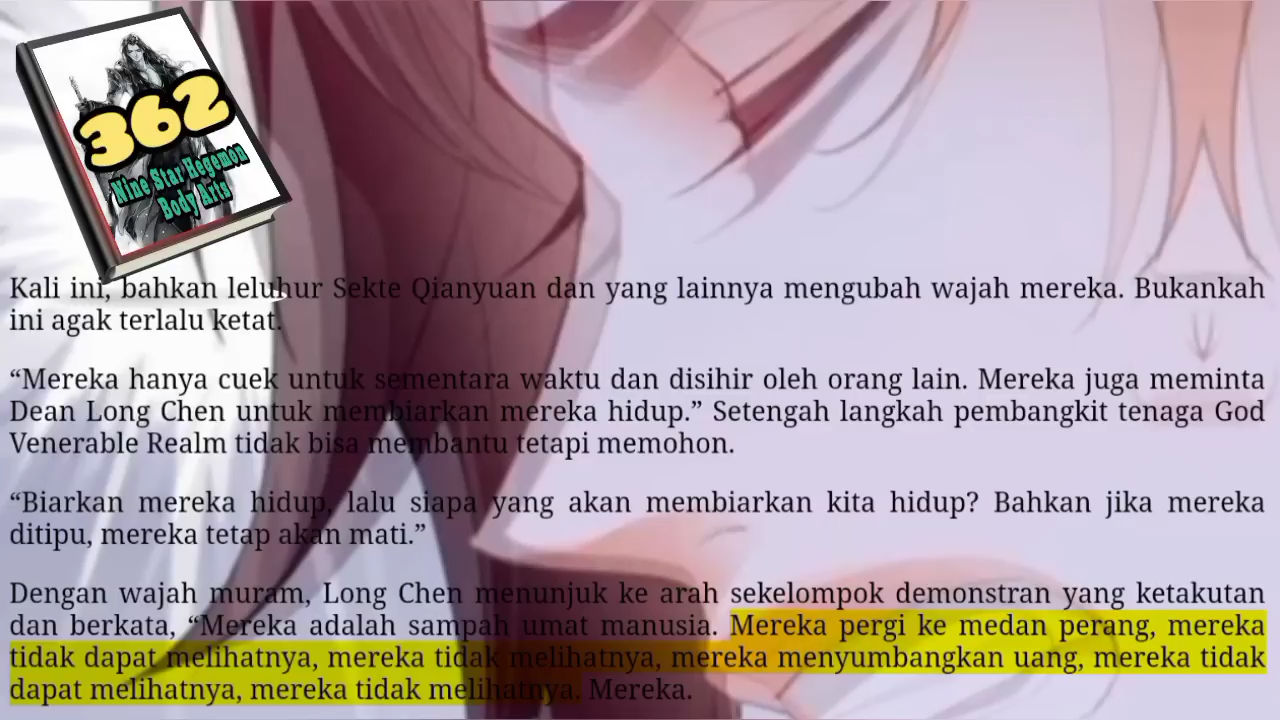 362
Nine Star Hegemon
Body Arts
Kali ini, bahkan leluhur Sekte Qianyuan dan yang lainnya mengubah wajah mereka. Bukankah
ini agak terlalu ketat.
“Mereka hanya cuek untuk sementara waktu dan disihir oleh orang lain. Mereka juga meminta
Dean Long Chen untuk membiarkan mereka hidup.” Setengah langkah pembangkit tenaga God
Venerable Realm tidak bisa membantu tetapi memohon.
“Biarkan mereka hidup, lalu siapa yang akan membiarkan kita hidup? Bahkan jika mereka
ditipu, mereka tetap akan mati.”
Dengan wajah muram, Long Chen menunjuk ke arah sekelompok demonstran yang ketakutan
dan berkata, “Mereka adalah sampah umat manusia. Mereka pergi ke medan perang, mereka
tidak dapat melihatnya, mereka tidak melihatnya, mereka menyumbangkan uang, mereka tidak
dapat melihatnya, mereka tidak melihatnya. Mereka.